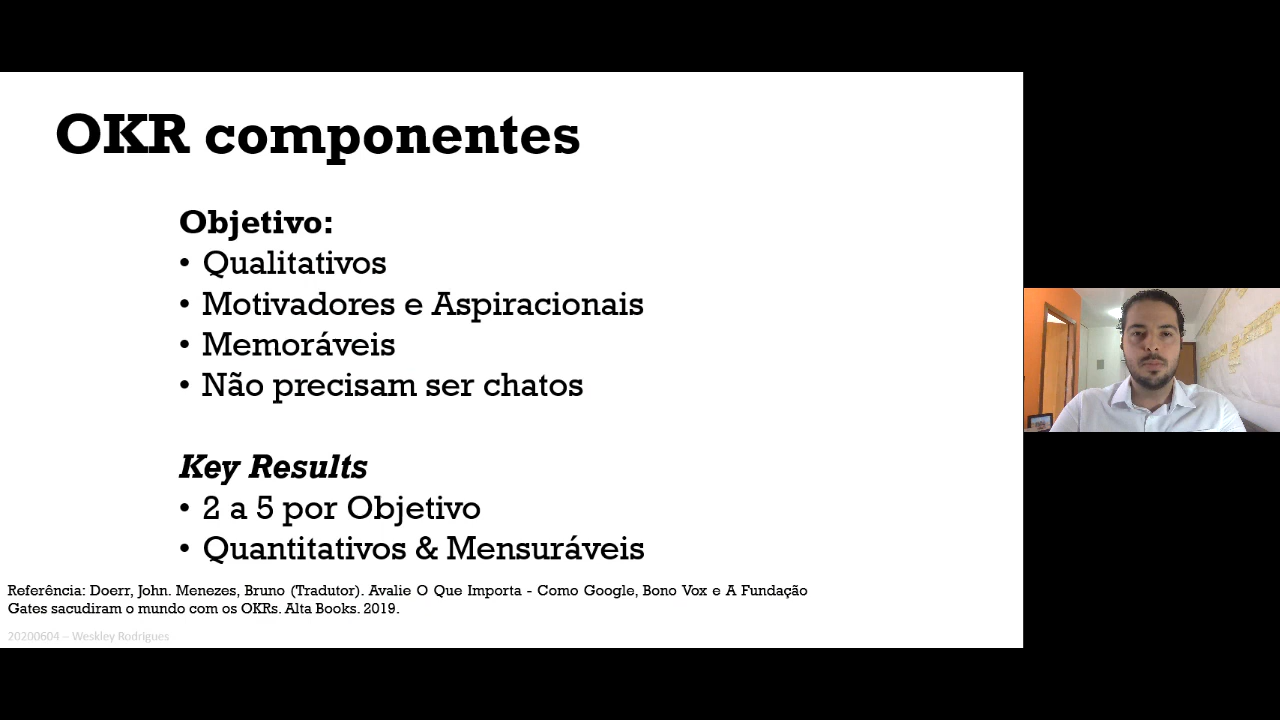 OKR componentes
Objetivo:
• Qualitativos
• Motivadores e Aspiracionais
• Memoráveis
• Não precisam ser chatos
Key Results
• 2 a 5 por Objetivo
• Quantitativos & Mensuráveis
Referência: Doerr, John. Menezes, Bruno (Tradutor). Avalie O Que Importa - Como Google, Bono Vox e A Fundação
Gates sacudiram o mundo com os OKRs. Alta Books. 2019.
20200604 – Weskley Rodrigues